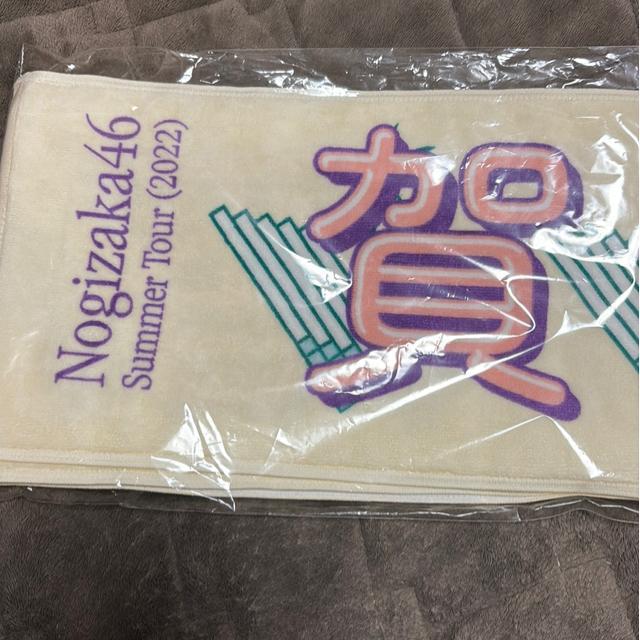 Nogizaka46
Summer Tour (2022)
賀